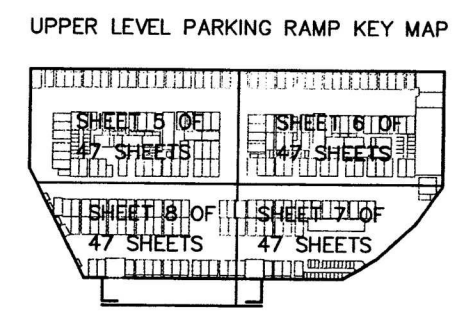 UPPER LEVEL PARKING RAMP KEY MAP
SHEET 5 OF
47 SHEETS
SHEET 6 OF
47 SHEETS
SHEET 8 OF
47 SHEETS
SHEET 7 OF
47 SHEETS